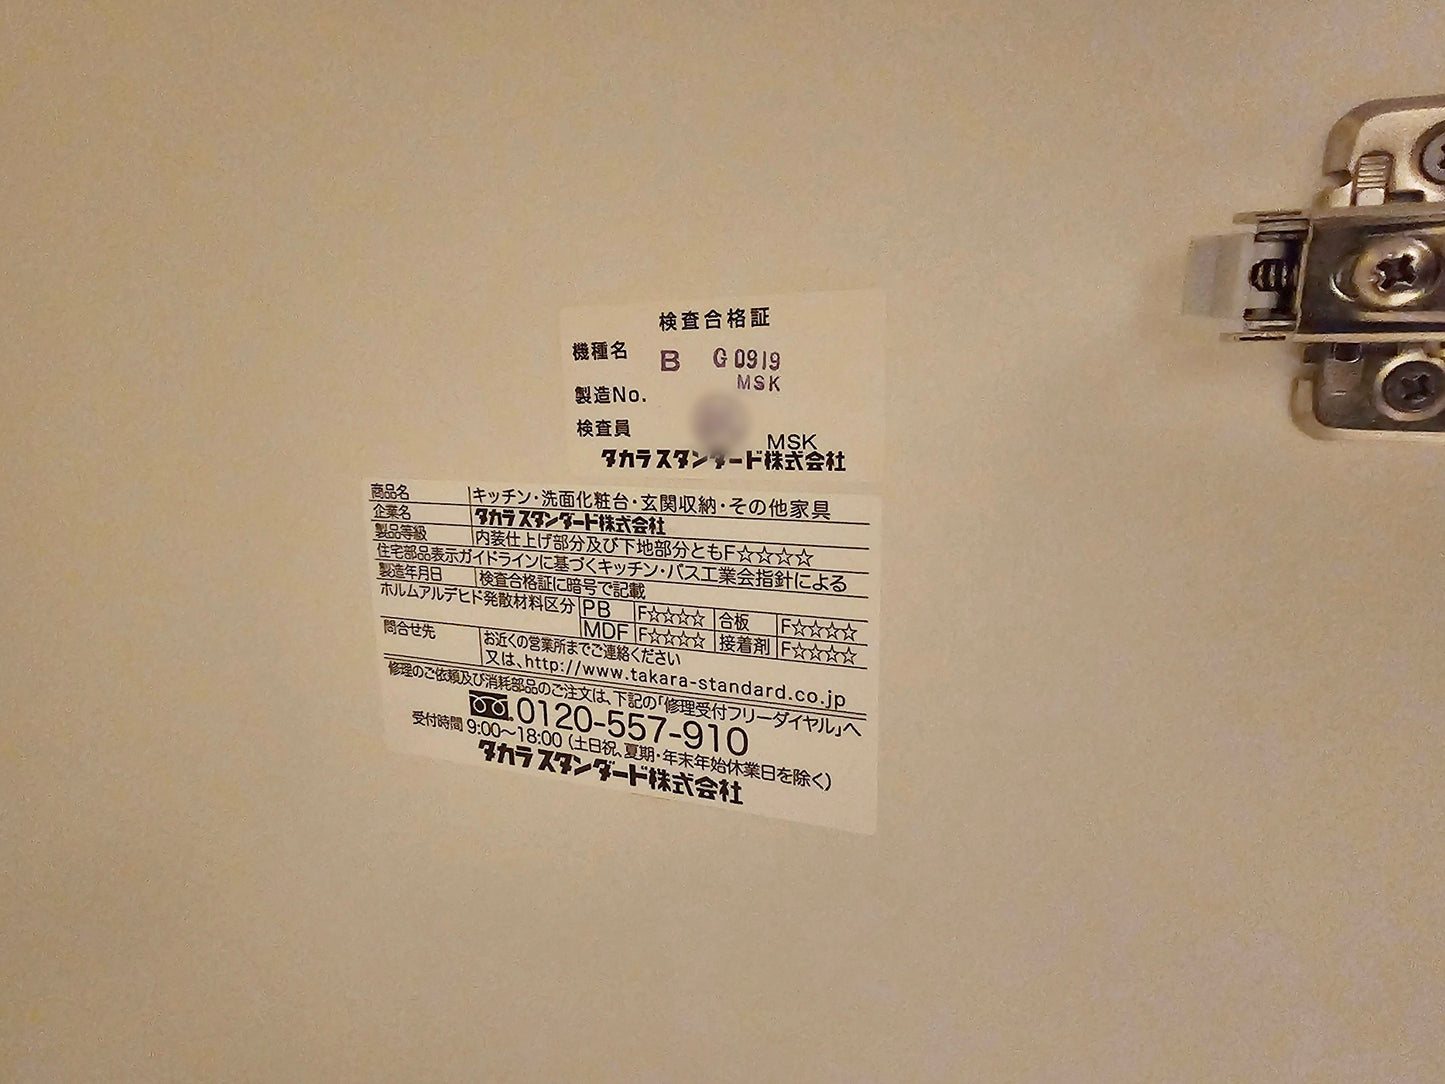 検査合格証
機種名 B G0919
MSK
製造No.
検査員
MSK
タカラスタンダード株式会社
商品名 キッチン・洗面化粧台・玄関収納・その他家具
企業名 タカラスタンダード株式会社
製品等級 内装仕上げ部分及び下地部分ともF☆☆☆☆
住宅部品表示ガイドラインに基づくキッチン・バス工業会指針による
製造年月日 検査合格証に暗号で記載
ホルムアルデヒド発散材料区分 PB F☆☆☆☆ 合板 F☆☆☆☆
MDF F☆☆☆☆ 接着剤 F☆☆☆☆
問合せ先 お近くの営業所までご連絡ください
又は、http://www.takara-standard.co.jp
修理のご依頼及び消耗部品のご注文は、下記の「修理受付フリーダイヤル」へ
0120-557-910
受付時間 9:00～18:00 (土日祝、夏期・年末年始休業日を除く)
タカラスタンダード株式会社